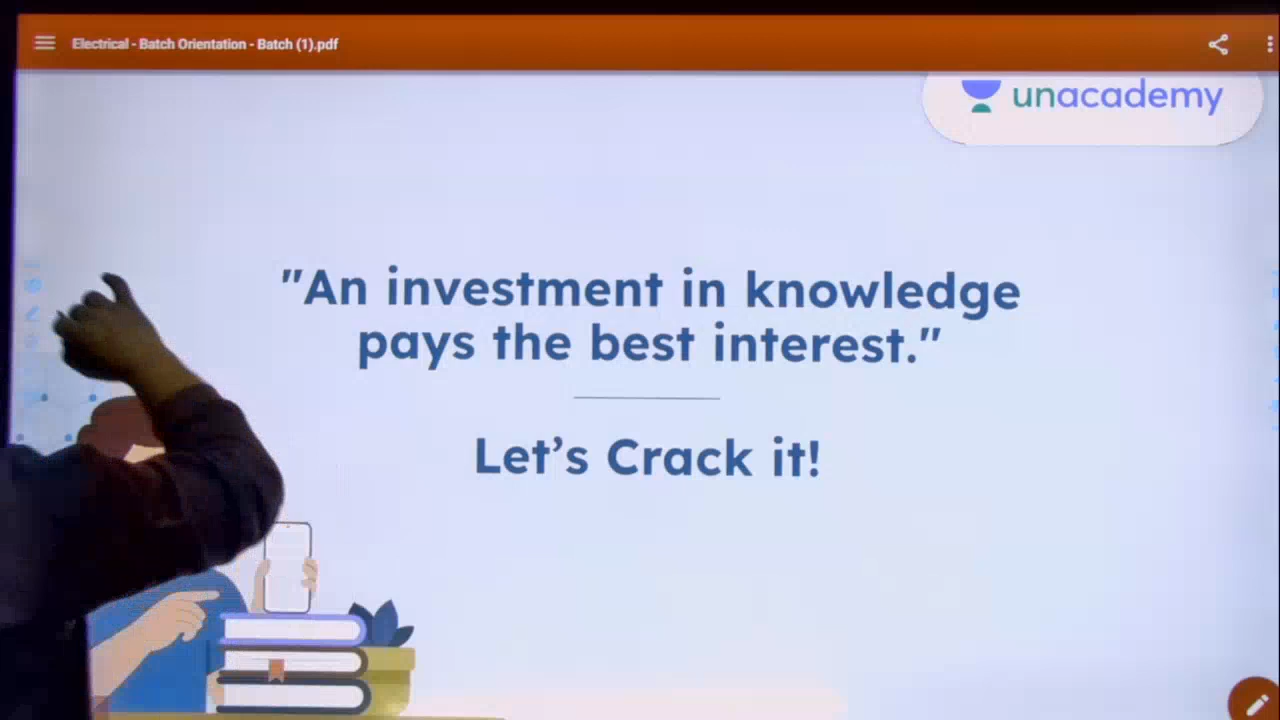 Electrical - Batch Orientation - Batch (1).pdf
unacademy
"An investment in knowledge
pays the best interest."
Let's Crack it!